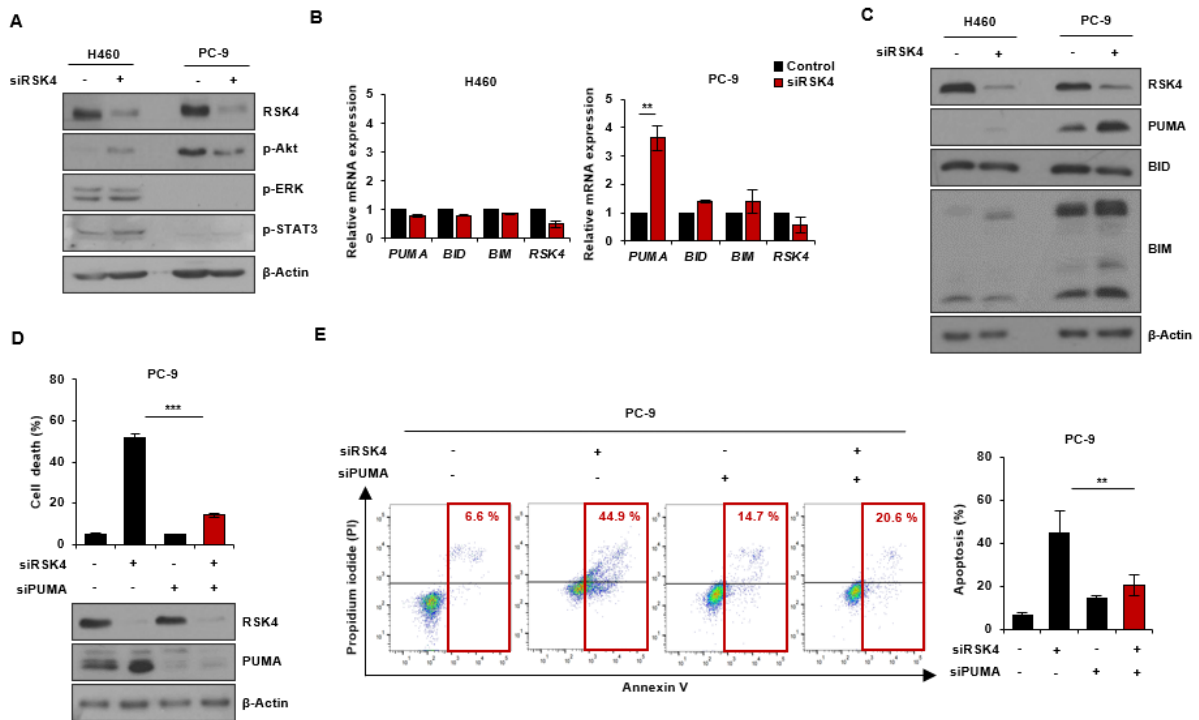 A
H460 PC-9
siRSK4 - + - +
RSK4
p-Akt
p-ERK
p-STAT3
β-Actin
B
Control
siRSK4
H460
Relative mRNA expression
5
4
3
2
1
0
PUMA BID BIM RSK4
PC-9
Relative mRNA expression
5
4
3
2
1
0
**
PUMA BID BIM RSK4
C
H460 PC-9
siRSK4 - + - +
RSK4
PUMA
BID
BIM
β-Actin
D
PC-9
Cell death (%)
80
60
40
20
0
***
siRSK4 - + - +
siPUMA - - + +
RSK4
PUMA
β-Actin
E
PC-9
siRSK4 - + - +
siPUMA - - + +
Propidium iodide (PI)
6.6 % 44.9 % 14.7 % 20.6 %
Annexin V
PC-9
Apoptosis (%)
80
60
40
20
0
**
siRSK4 - + - +
siPUMA - - + +